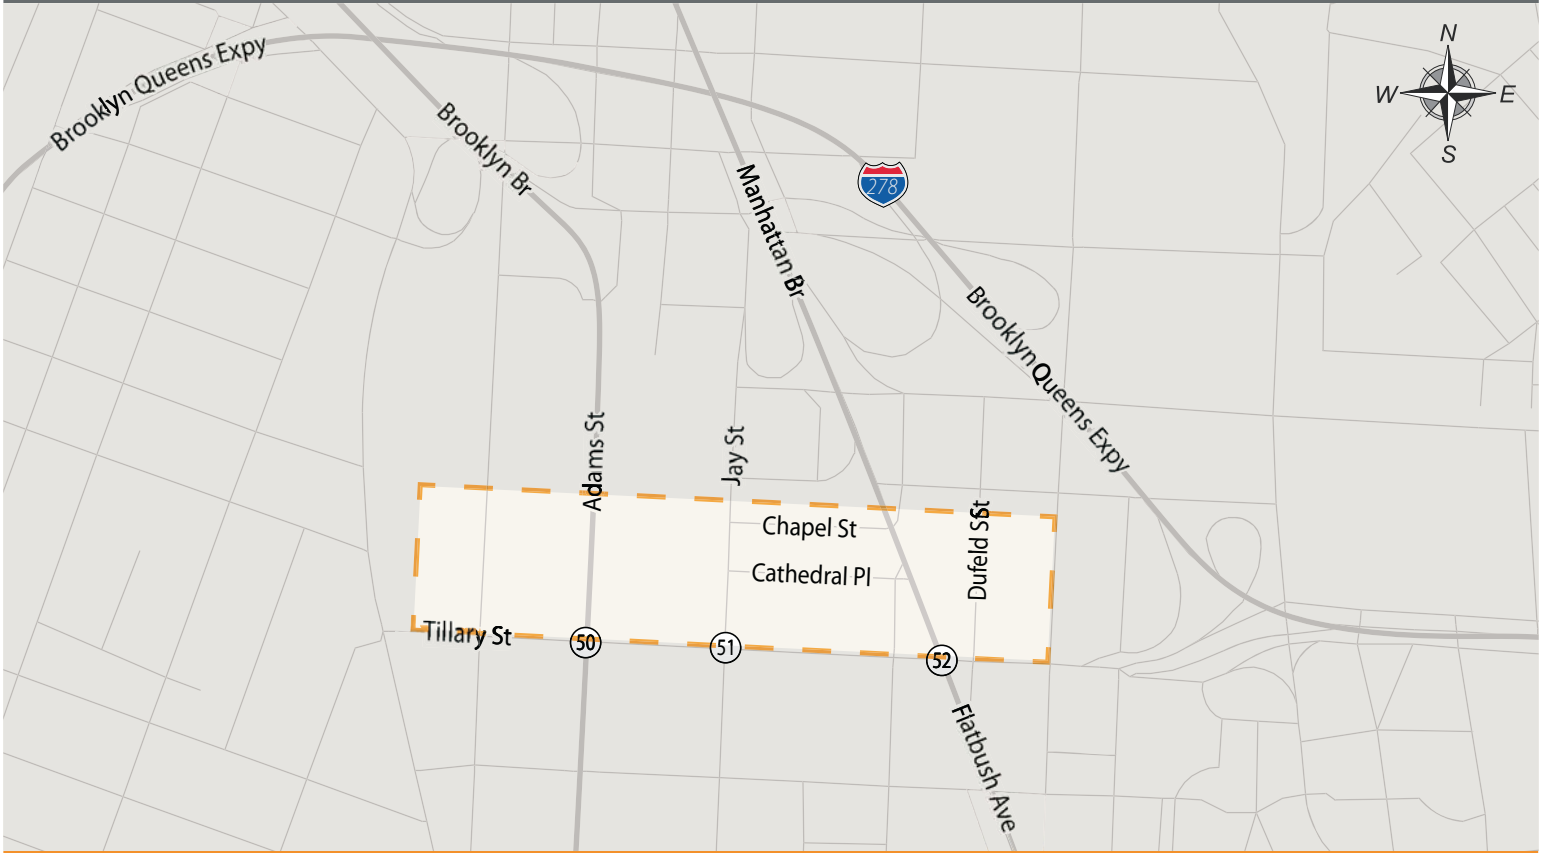 N
Brooklyn Queens Expy
W
E
Brooklyn Br
S
278
Manhattan Br
Brooklyn Queens Expy
Adams St
Jay St
Dufeld SSt
Chapel St
Cathedral Pl
Tillary St
50
51
52
Flatbush Ave